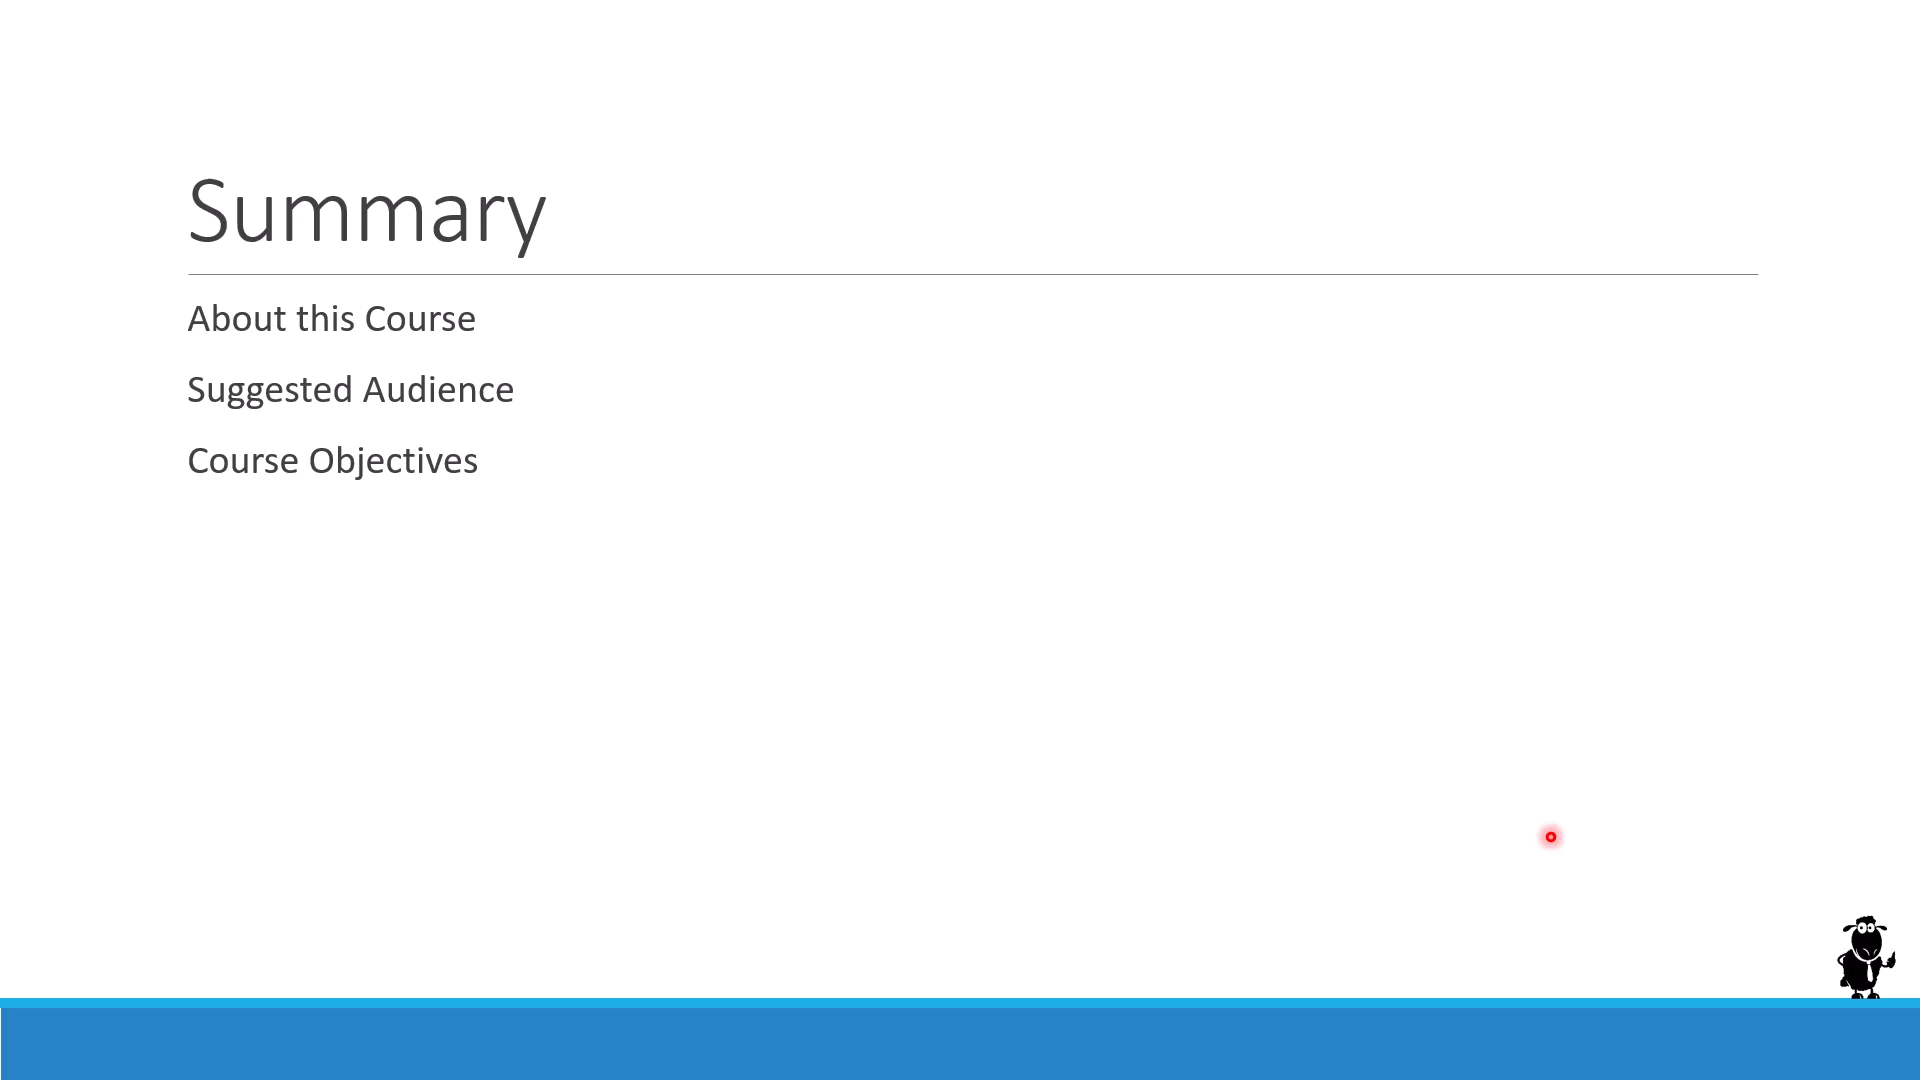 Summary
About this Course
Suggested Audience
Course Objectives